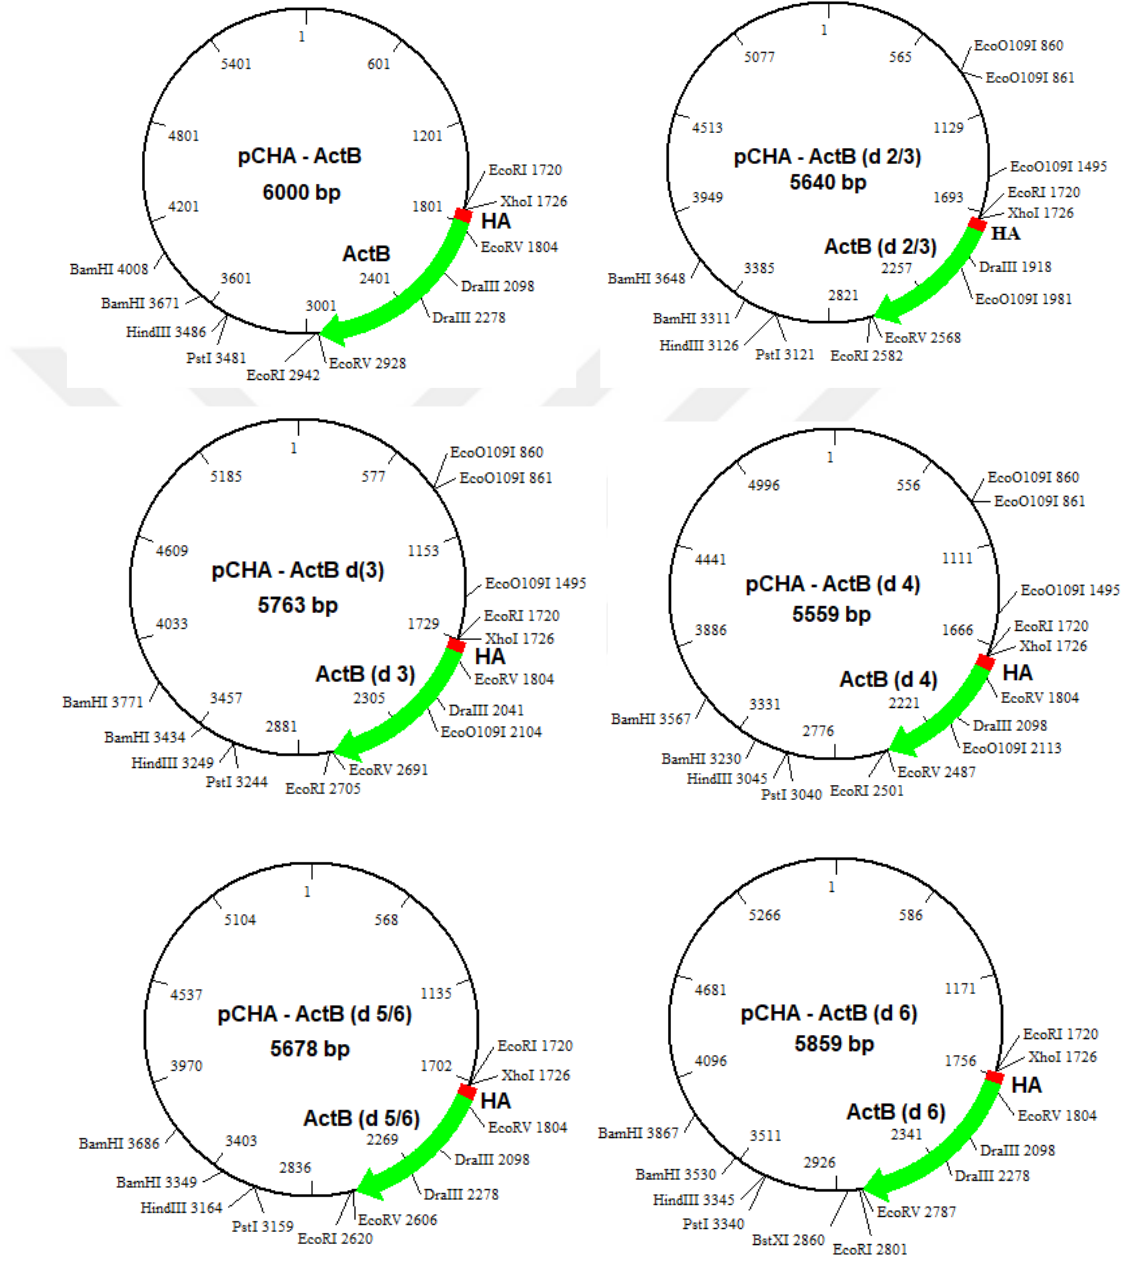 1
601
1201
1801
2401
3001
3601
4201
4801
5401
pCHA - ActB
6000 bp
ActB
HA
EcoRI 1720
XhoI 1726
EcoRV 1804
DraIII 2098
DraIII 2278
EcoRV 2928
EcoRI 2942
PstI 3481
HindIII 3486
BamHI 3671
BamHI 4008
1
565
1129
1693
2257
2821
3385
3949
4513
5077
pCHA - ActB (d 2/3)
5640 bp
ActB (d 2/3)
HA
EcoO109I 860
EcoO109I 861
EcoO109I 1495
EcoRI 1720
XhoI 1726
DraIII 1918
EcoO109I 1981
EcoRV 2568
EcoRI 2582
PstI 3121
HindIII 3126
BamHI 3311
BamHI 3648
1
577
1153
1729
2305
2881
3457
4033
4609
5185
pCHA - ActB d(3)
5763 bp
ActB (d 3)
HA
EcoO109I 860
EcoO109I 861
EcoO109I 1495
EcoRI 1720
XhoI 1726
EcoRV 1804
DraIII 2041
EcoO109I 2104
EcoRV 2691
EcoRI 2705
PstI 3244
HindIII 3249
BamHI 3434
BamHI 3771
1
556
1111
1666
2221
2776
3331
3886
4441
4996
pCHA - ActB (d 4)
5559 bp
ActB (d 4)
HA
EcoO109I 860
EcoO109I 861
EcoO109I 1495
EcoRI 1720
XhoI 1726
EcoRV 1804
DraIII 2098
EcoO109I 2113
EcoRV 2487
EcoRI 2501
PstI 3040
HindIII 3045
BamHI 3230
BamHI 3567
1
568
1135
1702
2269
2836
3403
3970
4537
5104
pCHA - ActB (d 5/6)
5678 bp
ActB (d 5/6)
HA
EcoRI 1720
XhoI 1726
EcoRV 1804
DraIII 2098
DraIII 2278
EcoRV 2606
EcoRI 2620
PstI 3159
HindIII 3164
BamHI 3349
BamHI 3686
1
586
1171
1756
2341
2926
3511
4096
4681
5266
pCHA - ActB (d 6)
5859 bp
ActB (d 6)
HA
EcoRI 1720
XhoI 1726
EcoRV 1804
DraIII 2098
DraIII 2278
EcoRV 2787
EcoRI 2801
BstXI 2860
PstI 3340
HindIII 3345
BamHI 3530
BamHI 3867